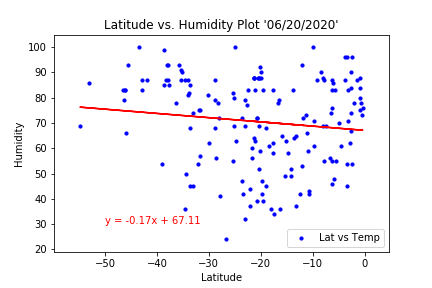 Latitude vs. Humidity Plot '06/20/2020'
100
90
80
70
60
50
40
30
20
Humidity
y = -0.17x + 67.11
Lat vs Temp
−50 −40 −30 −20 −10 0
Latitude